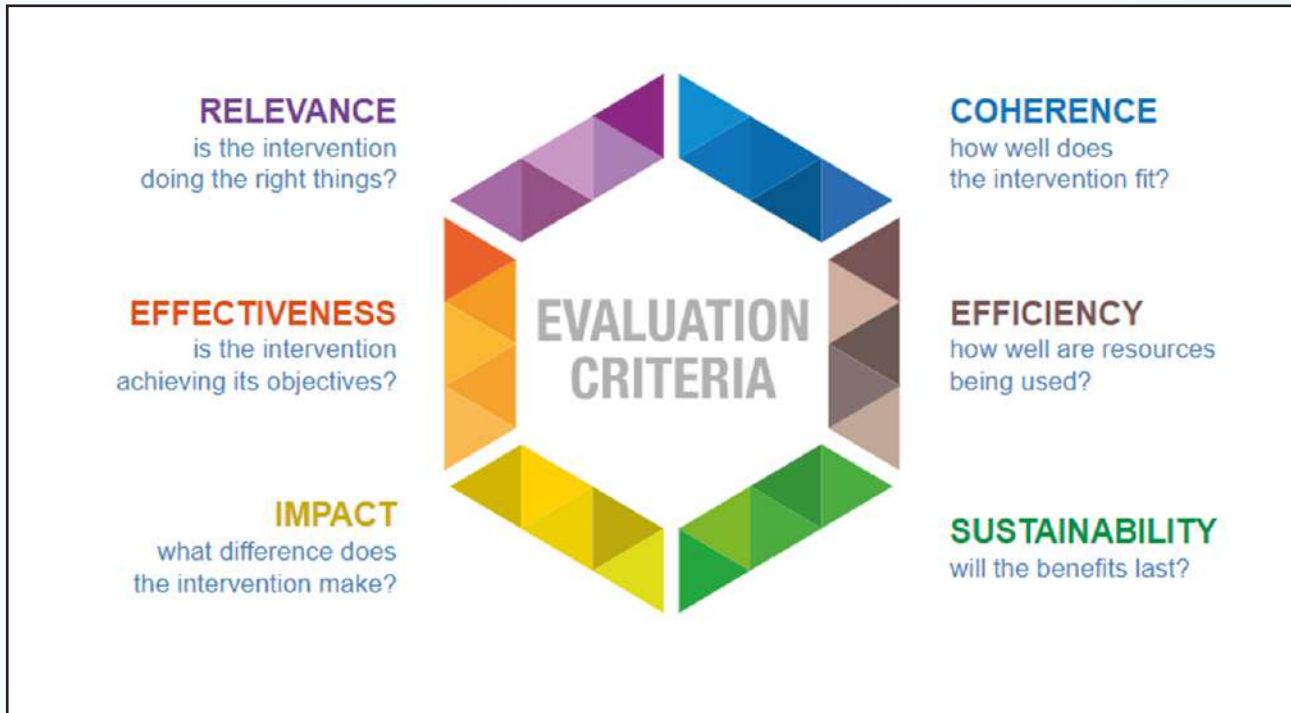 RELEVANCE
is the intervention
doing the right things?
COHERENCE
how well does
the intervention fit?
EFFECTIVENESS
is the intervention
achieving its objectives?
EVALUATION
CRITERIA
EFFICIENCY
how well are resources
being used?
IMPACT
what difference does
the intervention make?
SUSTAINABILITY
will the benefits last?